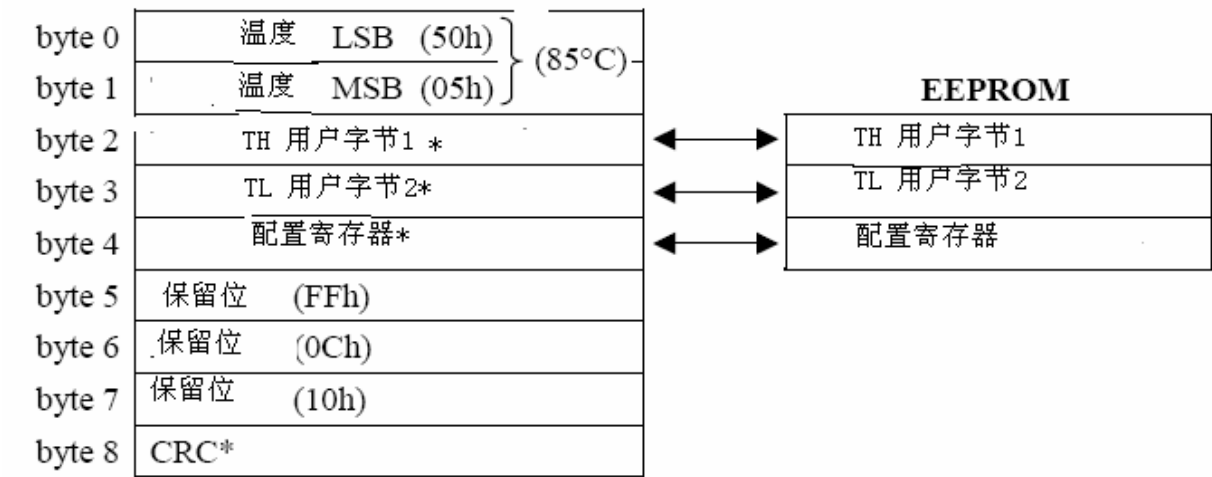 byte 0 温度 LSB (50h)
(85°C)
byte 1 温度 MSB (05h)
EEPROM
byte 2 TH 用户字节1 * TH 用户字节1
byte 3 TL 用户字节2* TL 用户字节2
byte 4 配置寄存器* 配置寄存器
byte 5 保留位 (FFh)
byte 6 保留位 (0Ch)
byte 7 保留位 (10h)
byte 8 CRC*